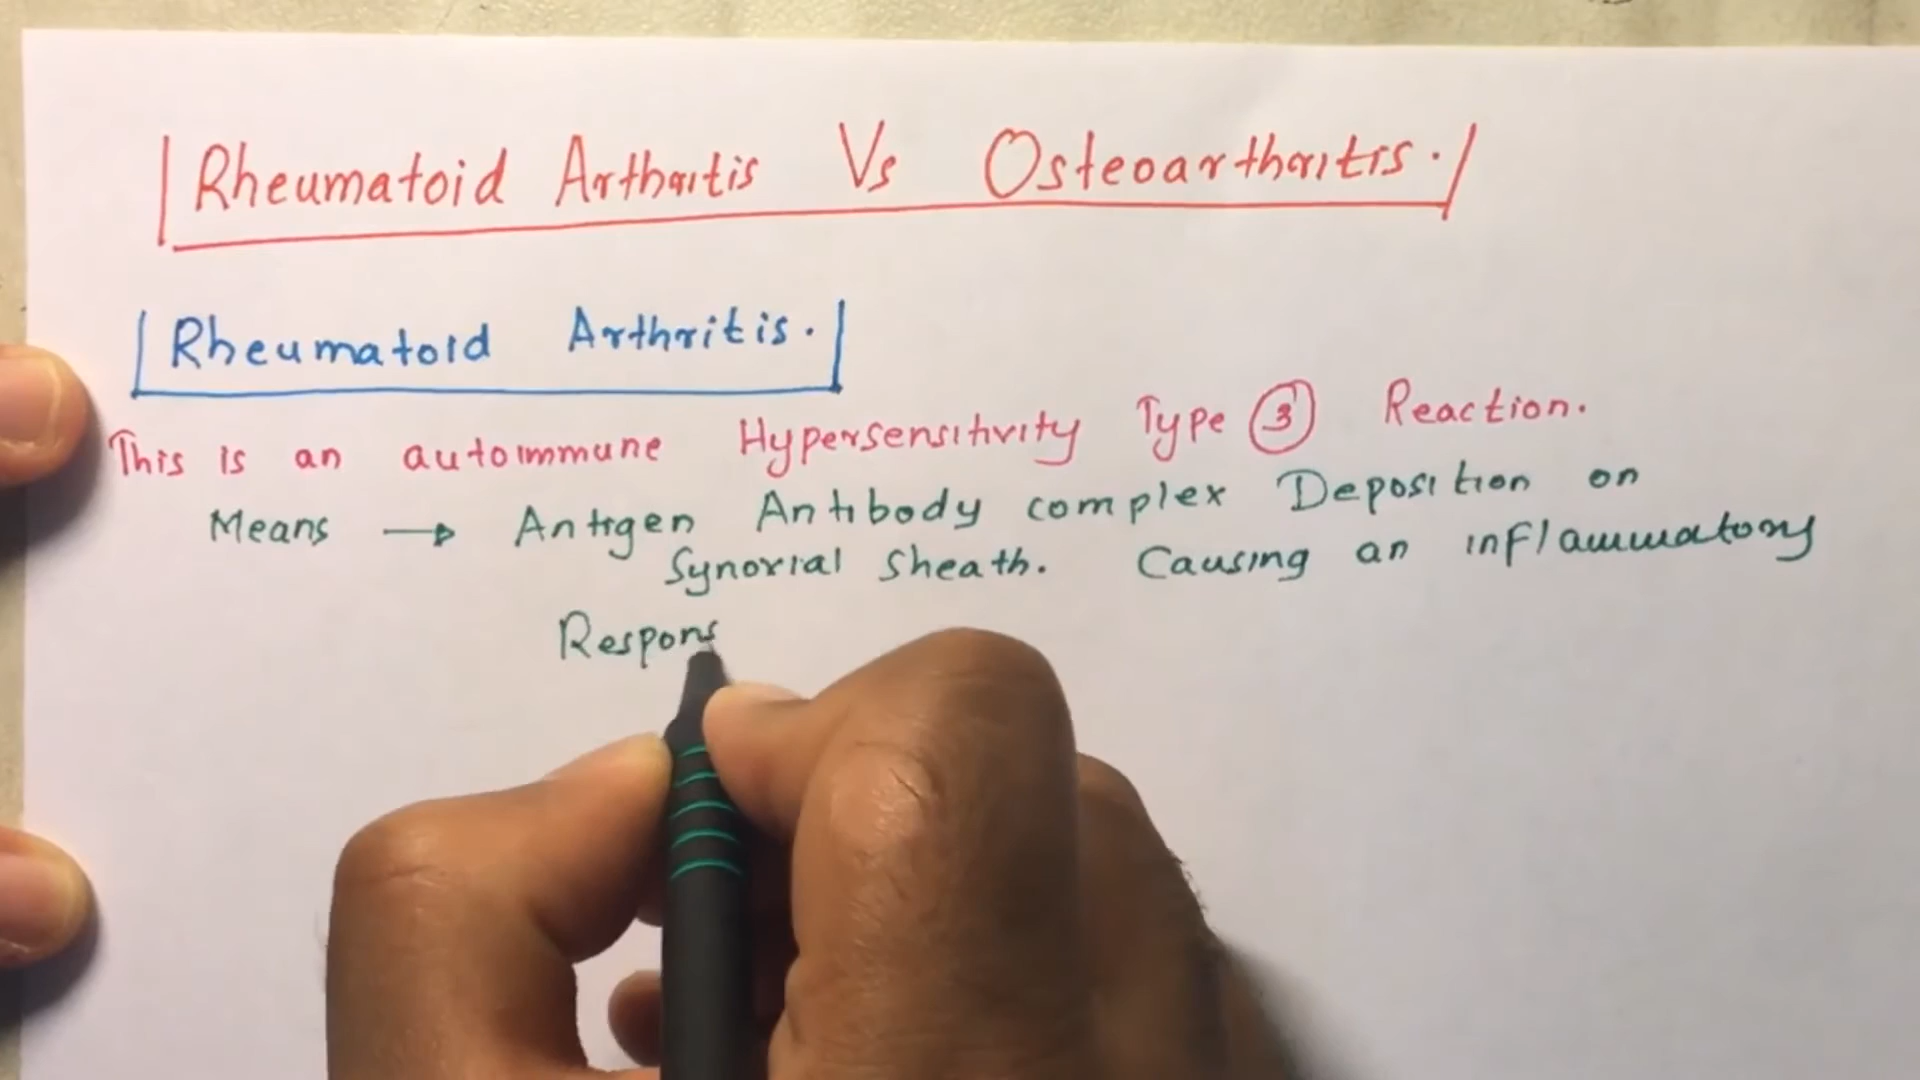 Rheumatoid Arthritis Vs Osteoarthritis.
Rheumatoid Arthritis.
This is an autoimmune Hypersensitivity Type 3 Reaction.
Means → Antigen Antibody complex Deposition on
Synovial Sheath. Causing an inflammatory
Respons